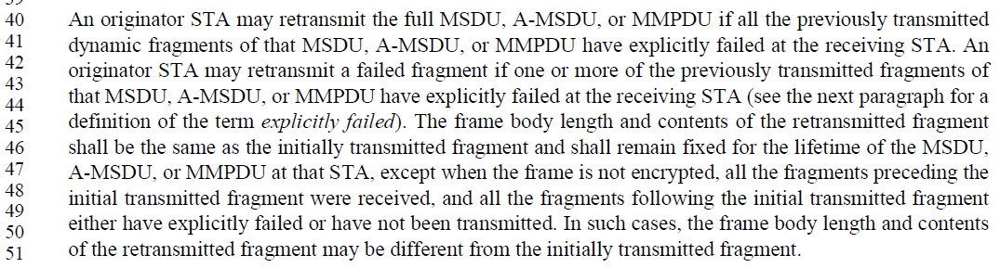 40 An originator STA may retransmit the full MSDU, A-MSDU, or MMPDU if all the previously transmitted
41 dynamic fragments of that MSDU, A-MSDU, or MMPDU have explicitly failed at the receiving STA. An
42 originator STA may retransmit a failed fragment if one or more of the previously transmitted fragments of
43 that MSDU, A-MSDU, or MMPDU have explicitly failed at the receiving STA (see the next paragraph for a
44
45 definition of the term explicitly failed). The frame body length and contents of the retransmitted fragment
46 shall be the same as the initially transmitted fragment and shall remain fixed for the lifetime of the MSDU,
47 A-MSDU, or MMPDU at that STA, except when the frame is not encrypted, all the fragments preceding the
48 initial transmitted fragment were received, and all the fragments following the initial transmitted fragment
49
50 either have explicitly failed or have not been transmitted. In such cases, the frame body length and contents
51 of the retransmitted fragment may be different from the initially transmitted fragment.